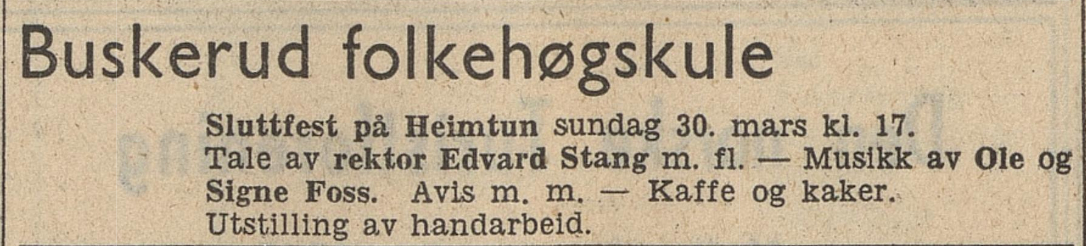 Buskerud folkehøgskule
Sluttfest på Heimtun sundag 30. mars kl. 17.
Tale av rektor Edvard Stang m. fl. — Musikk av Ole og
Signe Foss. Avis m. m. — Kaffe og kaker.
Utstilling av handarbeid.